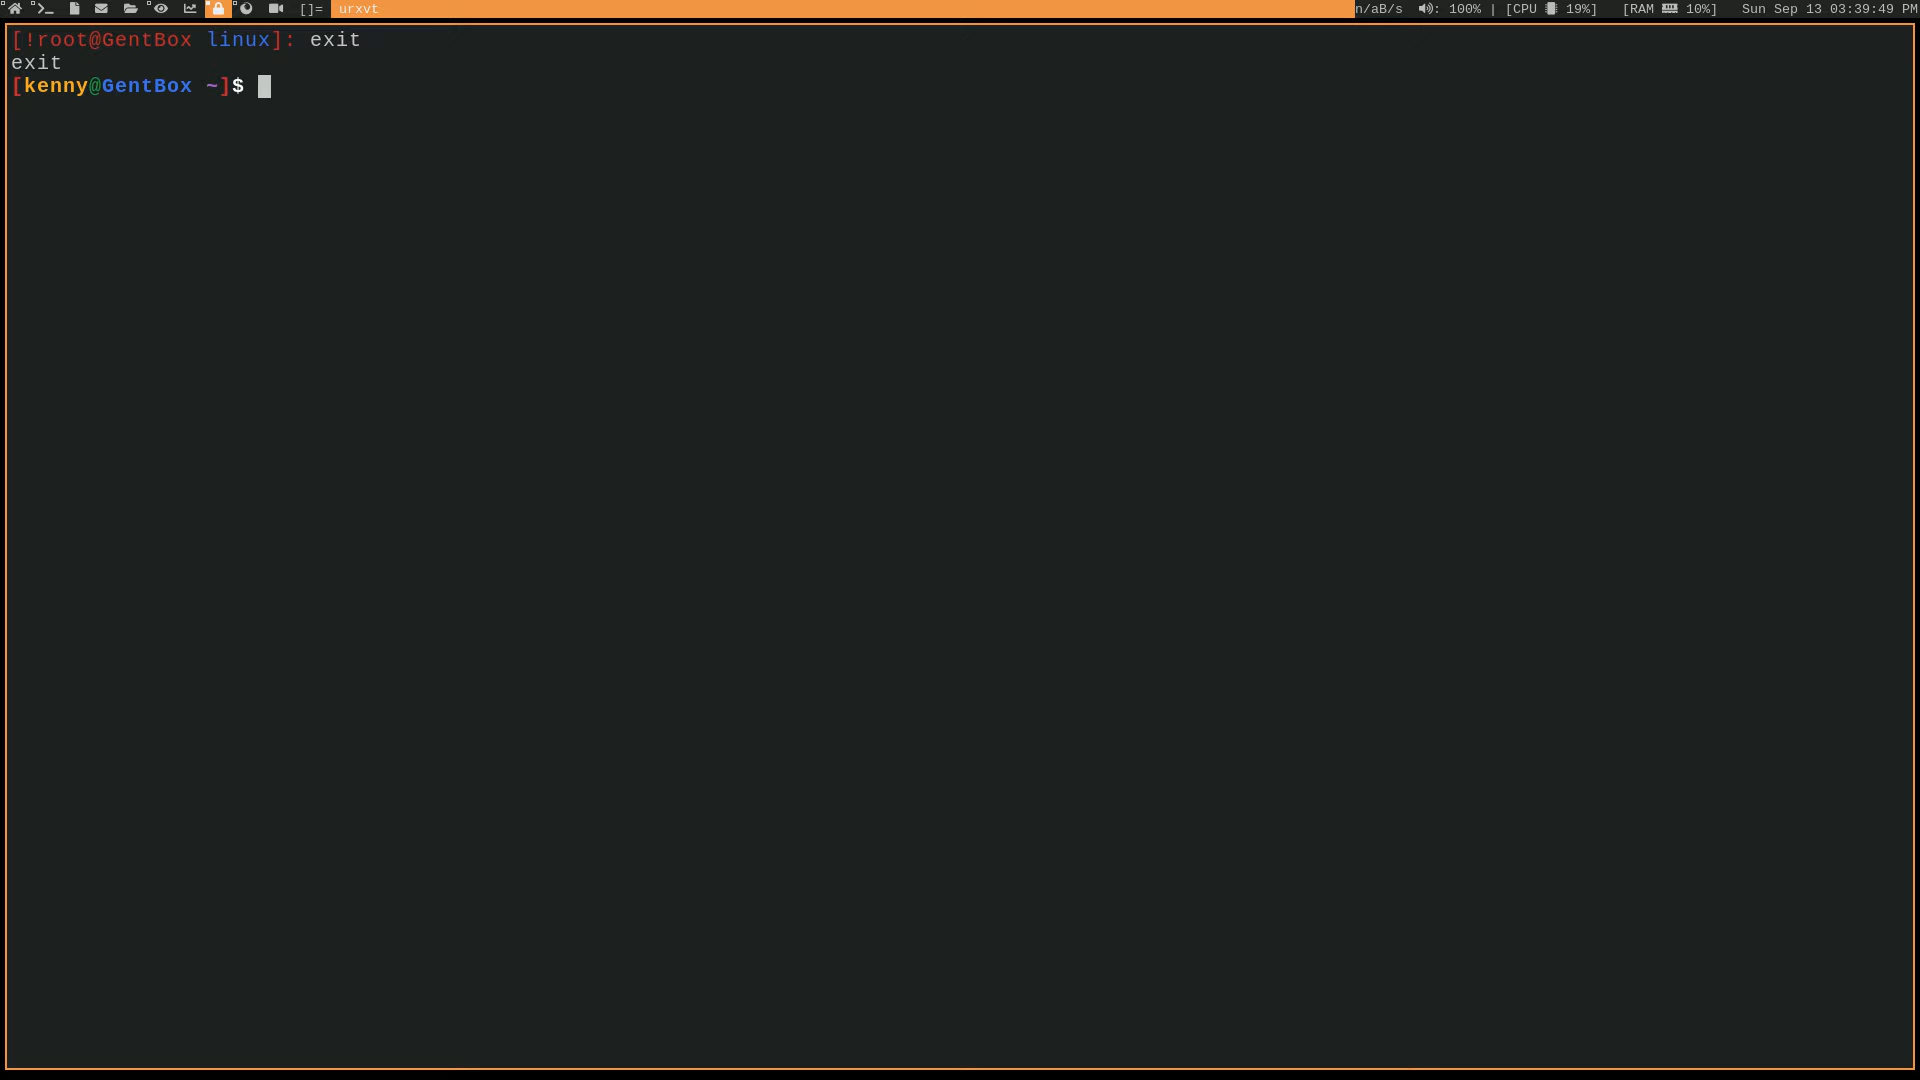 []= urxvt n/aB/s : 100% | [CPU 19%] [RAM 10%] Sun Sep 13 03:39:49 PM
[!root@GentBox linux]: exit
exit
[kenny@GentBox ~]$